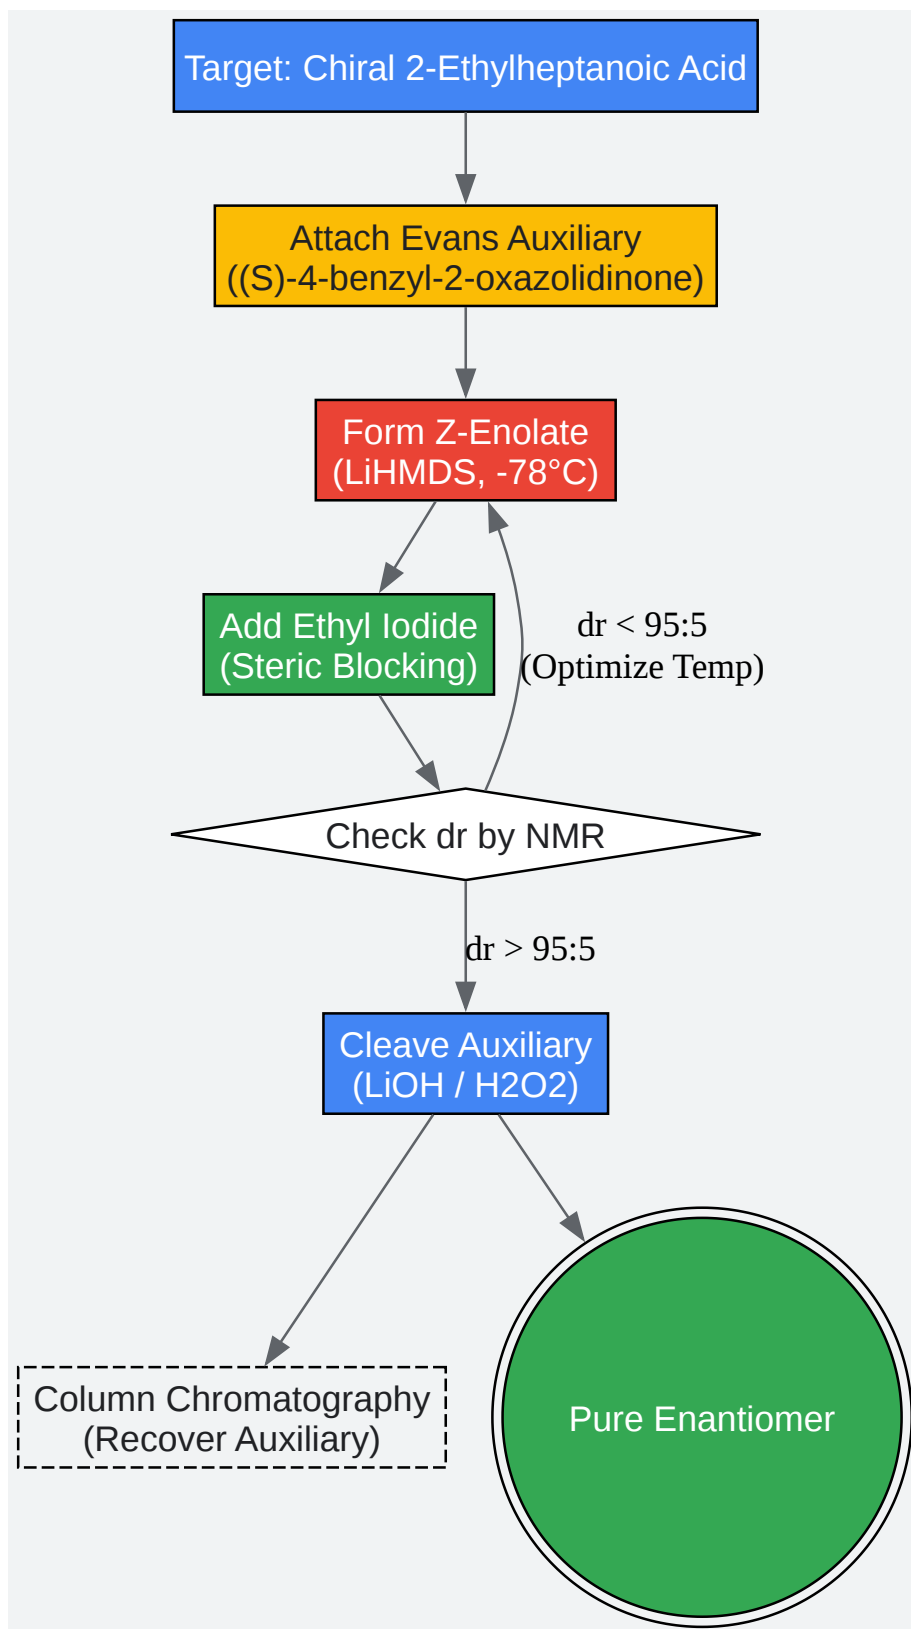 Target: Chiral 2-Ethylheptanoic Acid
Attach Evans Auxiliary
((S)-4-benzyl-2-oxazolidinone)
Form Z-Enolate
(LiHMDS, -78°C)
Add Ethyl Iodide
(Steric Blocking)
dr < 95:5
(Optimize Temp)
Check dr by NMR
dr > 95:5
Cleave Auxiliary
(LiOH / H2O2)
Column Chromatography
(Recover Auxiliary)
Pure Enantiomer